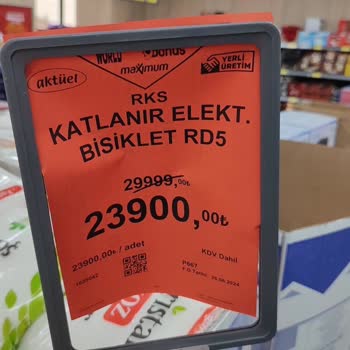 WORLD bonus
maximum
YERLİ
ÜRETİM
aktüel
RKS
KATLANIR ELEKT.
BİSİKLET RD5
29999,00₺
23900,00₺
23900.00₺ / adet
KDV Dahil